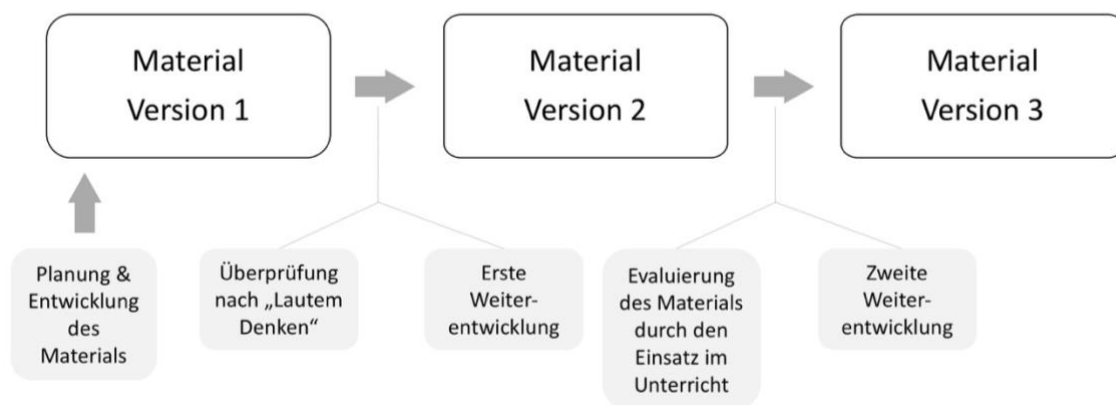 Material
Version 1
Material
Version 2
Material
Version 3
Planung &
Entwicklung
des
Materials
Überprüfung
nach „Lautem
Denken“
Erste
Weiter-
entwicklung
Evaluierung
des Materials
durch den
Einsatz im
Unterricht
Zweite
Weiter-
entwicklung